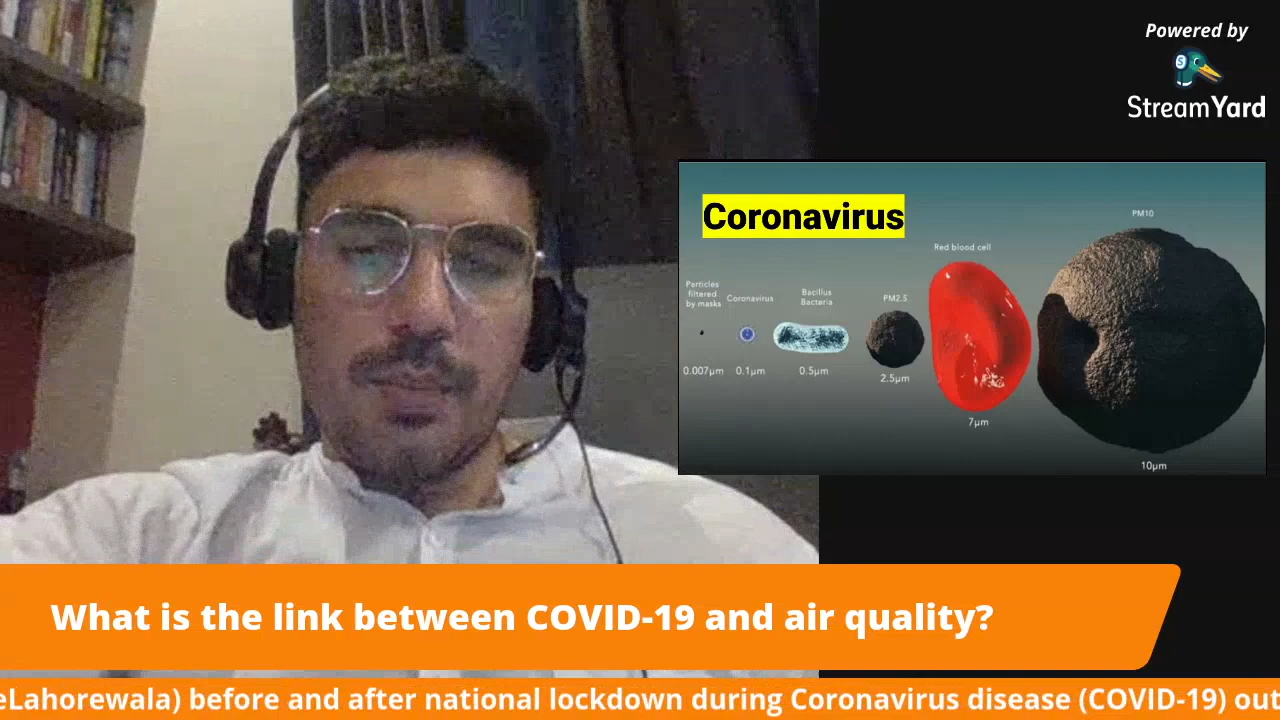 Powered by
StreamYard
Coronavirus
PM10
Red blood cell
Particles
filtered
by masks
Coronavirus
Bacillus
Bacteria
PM2.5
0.007μm
0.1μm
0.5μm
2.5μm
7μm
10μm
What is the link between COVID-19 and air quality?
eLahorewala) before and after national lockdown during Coronavirus disease (COVID-19) out